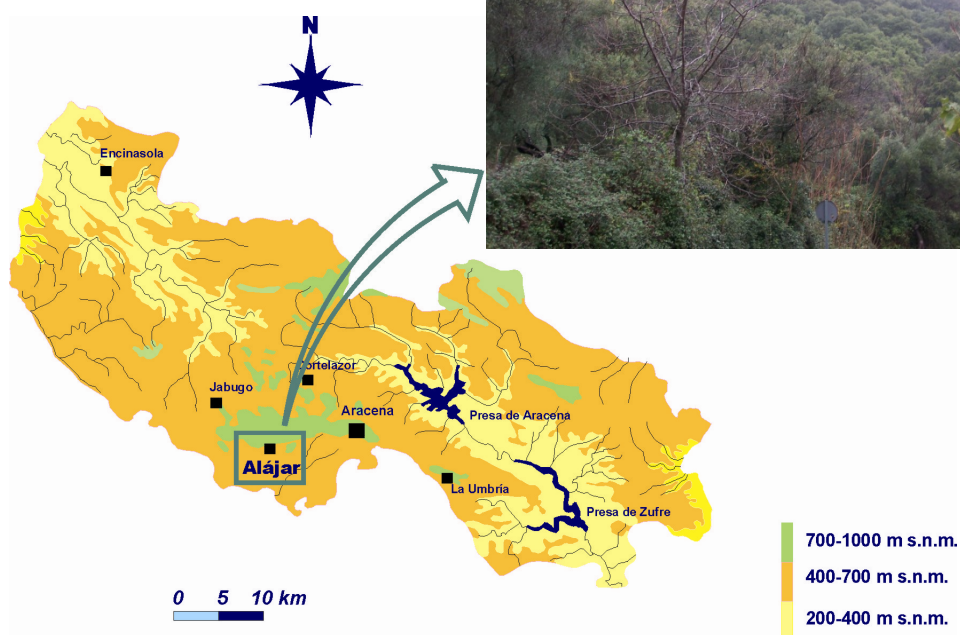 N
Encinasola
Jabugo
Aracena
Presa de Aracena
Alájar
La Umbría
Presa de Zufre
700-1000 m s.n.m.
400-700 m s.n.m.
200-400 m s.n.m.
0 5 10 km